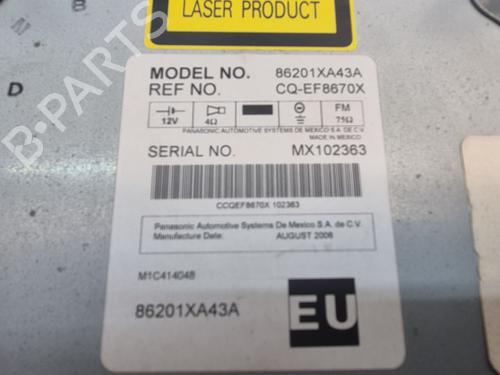 LASER PRODUCT
D
MODEL NO. 86201XA43A
REF NO. CQ-EF8670X
12V 4Ω FM 75Ω
PANASONIC AUTOMOTIVE SYSTEMS DE MEXICO S.A. DE C.V.
MADE IN MEXICO
SERIAL NO. MX102363
CCQEF8670X 102363
Panasonic Automotive Systems De Mexico S.A. de C.V.
Manufacture Date: AUGUST 2006
M1C414048
86201XA43A
EU
B-PARTS